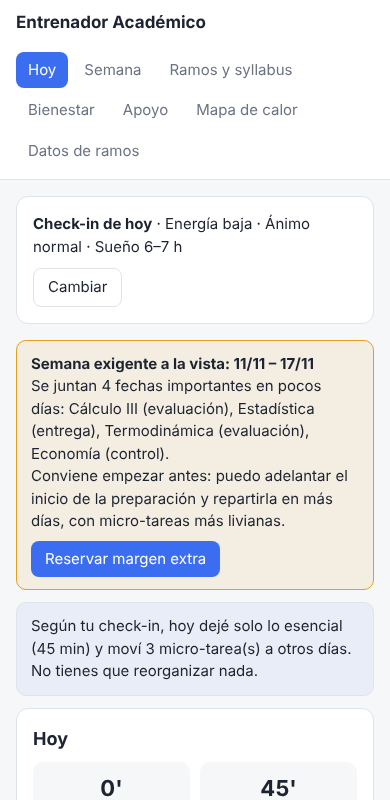 Entrenador Académico
Hoy Semana Ramos y syllabus
Bienestar Apoyo Mapa de calor
Datos de ramos
Check-in de hoy · Energía baja · Ánimo
normal · Sueño 6–7 h
Cambiar
Semana exigente a la vista: 11/11 – 17/11
Se juntan 4 fechas importantes en pocos
días: Cálculo III (evaluación), Estadística
(entrega), Termodinámica (evaluación),
Economía (control).
Conviene empezar antes: puedo adelantar el
inicio de la preparación y repartirla en más
días, con micro-tareas más livianas.
Reservar margen extra
Según tu check-in, hoy dejé solo lo esencial
(45 min) y moví 3 micro-tarea(s) a otros días.
No tienes que reorganizar nada.
Hoy
0' 45'